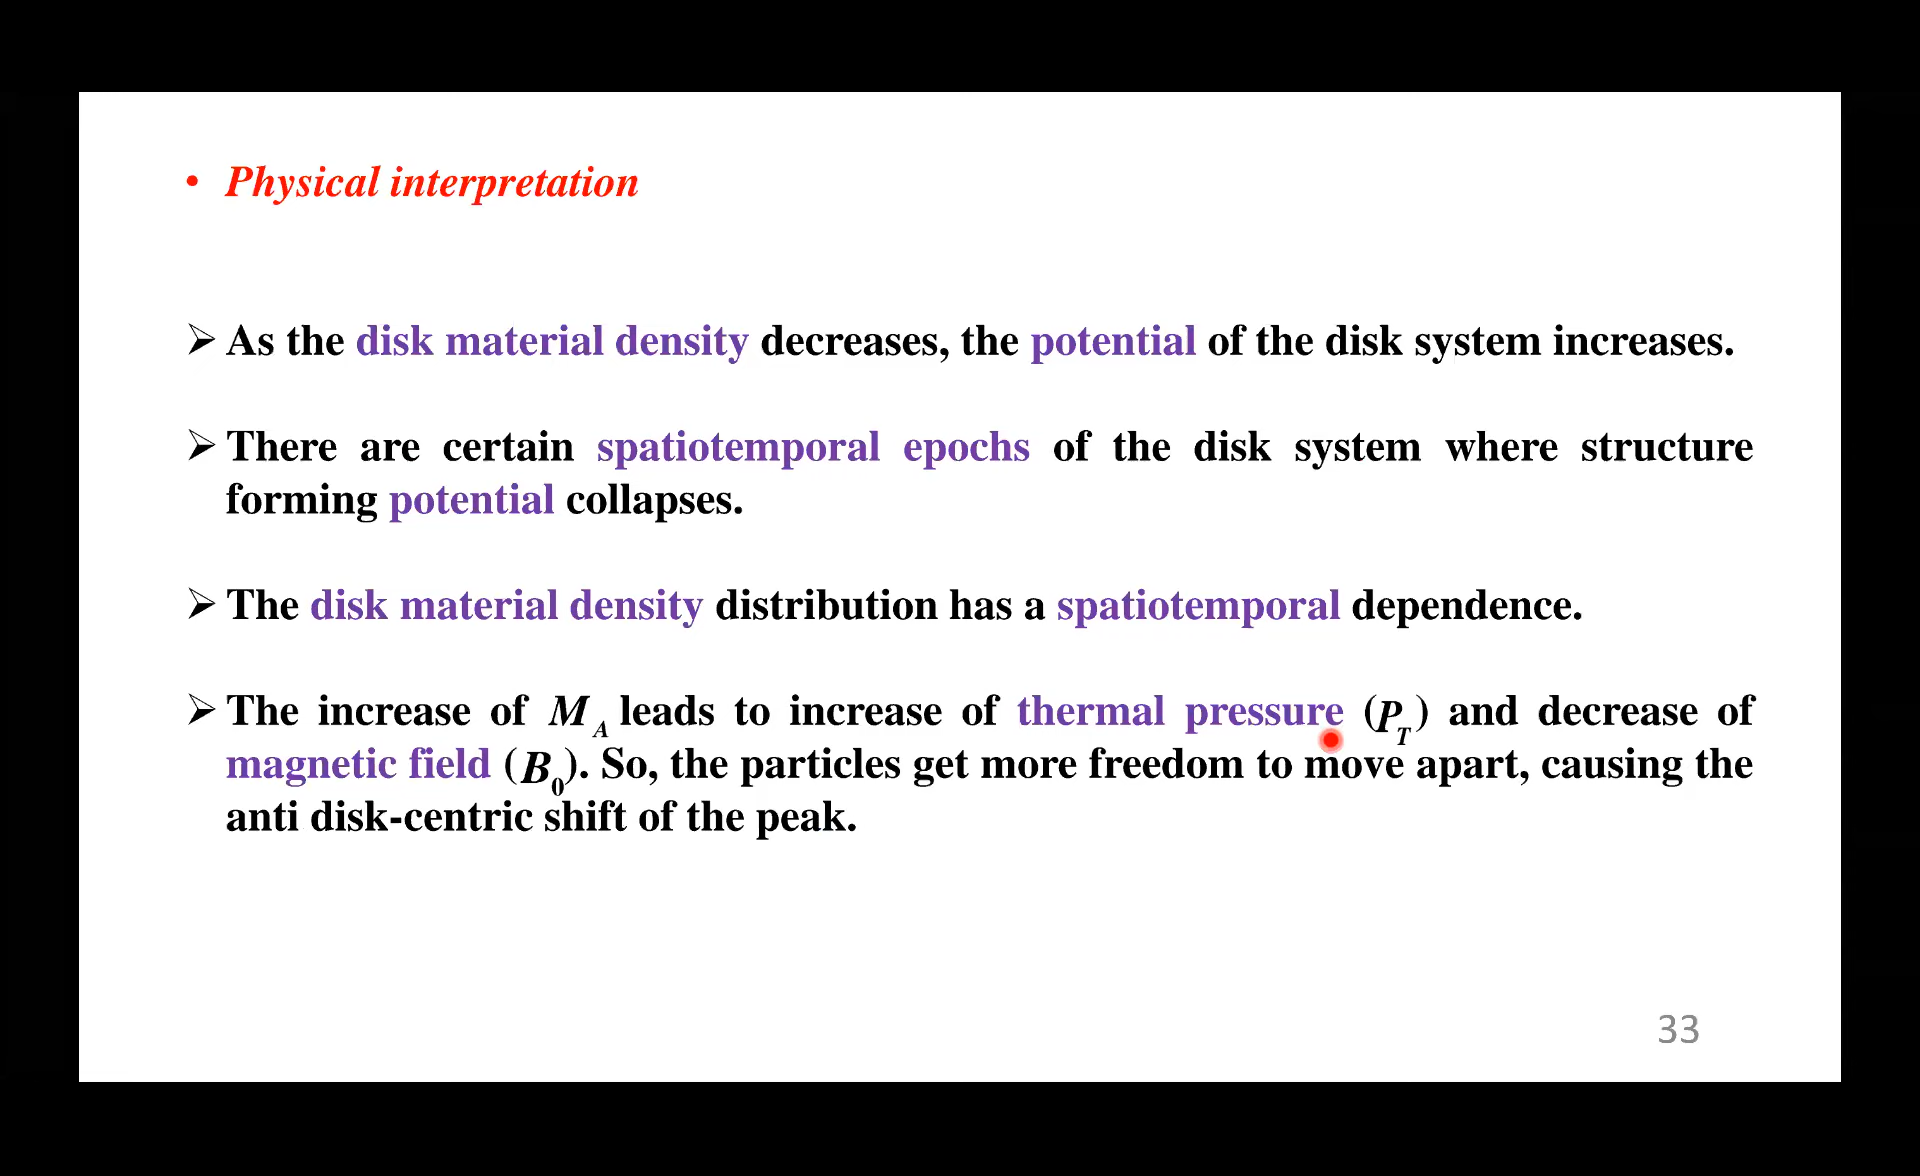 • Physical interpretation
➢ As the disk material density decreases, the potential of the disk system increases.
➢ There are certain spatiotemporal epochs of the disk system where structure
forming potential collapses.
➢ The disk material density distribution has a spatiotemporal dependence.
➢ The increase of M_A leads to increase of thermal pressure (P_T) and decrease of
magnetic field (B_0). So, the particles get more freedom to move apart, causing the
anti disk-centric shift of the peak.
33